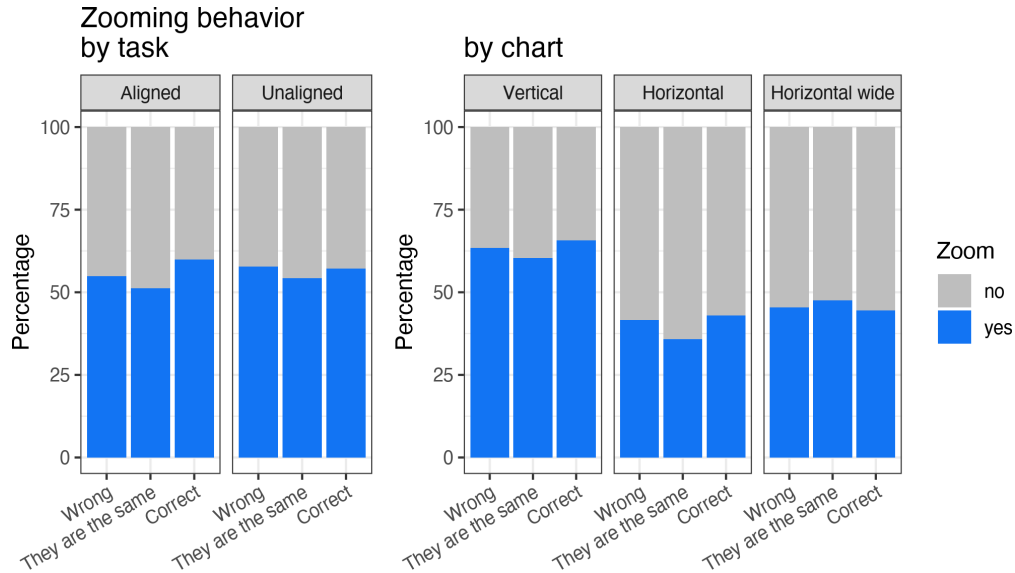 Zooming behavior
by task
by chart
Aligned
Unaligned
Vertical
Horizontal
Horizontal wide
Percentage
100
75
50
25
0
Wrong
They are the same
Correct
Wrong
They are the same
Correct
Percentage
100
75
50
25
0
Wrong
They are the same
Correct
Wrong
They are the same
Correct
Wrong
They are the same
Correct
Zoom
no
yes